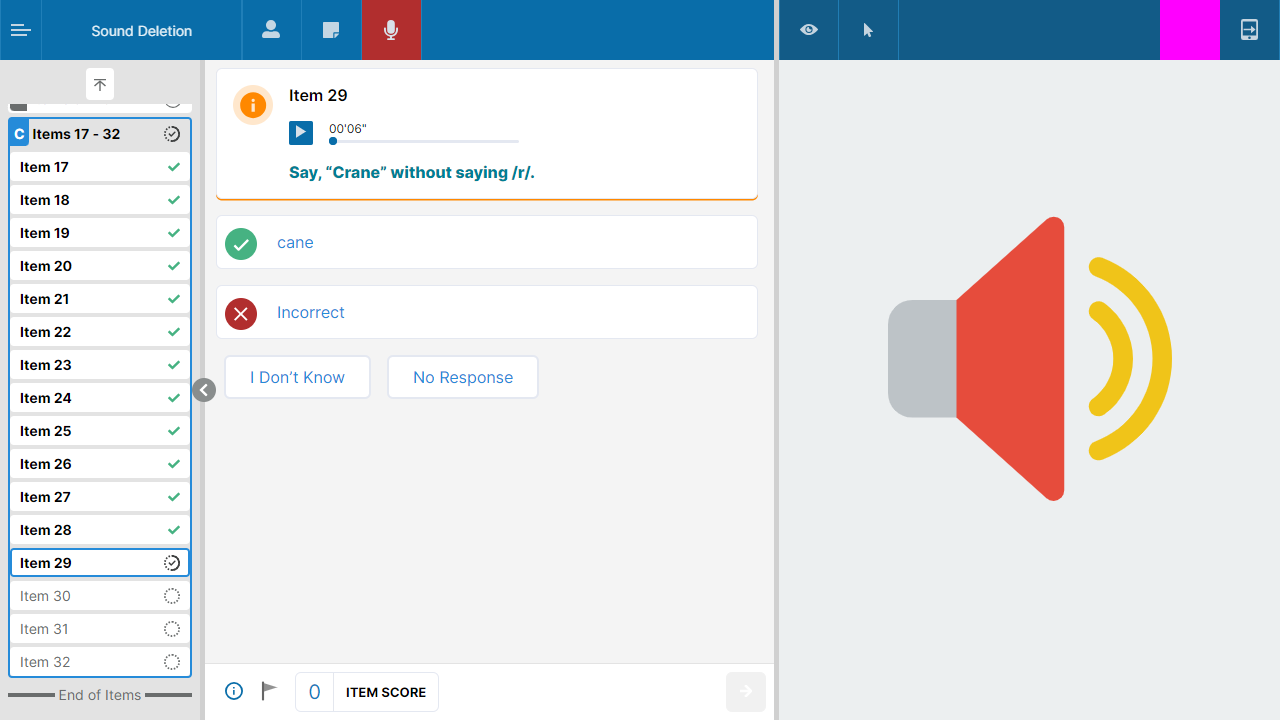 Sound Deletion
C Items 17 - 32
Item 17
Item 18
Item 19
Item 20
Item 21
Item 22
Item 23
Item 24
Item 25
Item 26
Item 27
Item 28
Item 29
Item 30
Item 31
Item 32
End of Items
Item 29
00'06"
Say, “Crane” without saying /r/.
cane
Incorrect
I Don’t Know
No Response
0 ITEM SCORE